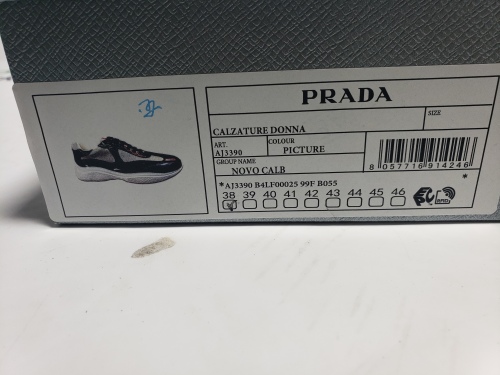 PRADA
CALZATURE DONNA
SIZE
ART.
AJ3390
COLOUR
PICTURE
GROUP NAME
NOVO CALB
8 057716 914246
*AJ3390 B4LF00025 99F B055 *
38 39 40 41 42 43 44 45 46